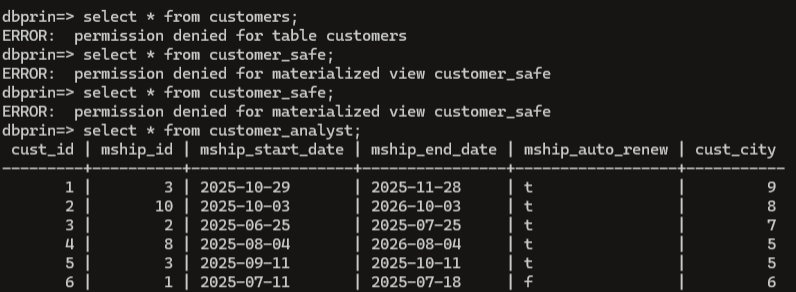 dbprin=> select * from customers;
ERROR:  permission denied for table customers
dbprin=> select * from customer_safe;
ERROR:  permission denied for materialized view customer_safe
dbprin=> select * from customer_safe;
ERROR:  permission denied for materialized view customer_safe
dbprin=> select * from customer_analyst;
 cust_id | mship_id | mship_start_date | mship_end_date | mship_auto_renew | cust_city
---------+----------+------------------+----------------+------------------+-----------
       1 |        3 | 2025-10-29       | 2025-11-28     | t                |         9
       2 |       10 | 2025-10-03       | 2026-10-03     | t                |         8
       3 |        2 | 2025-06-25       | 2025-07-25     | t                |         7
       4 |        8 | 2025-08-04       | 2026-08-04     | t                |         5
       5 |        3 | 2025-09-11       | 2025-10-11     | t                |         5
       6 |        1 | 2025-07-11       | 2025-07-18     | f                |         6